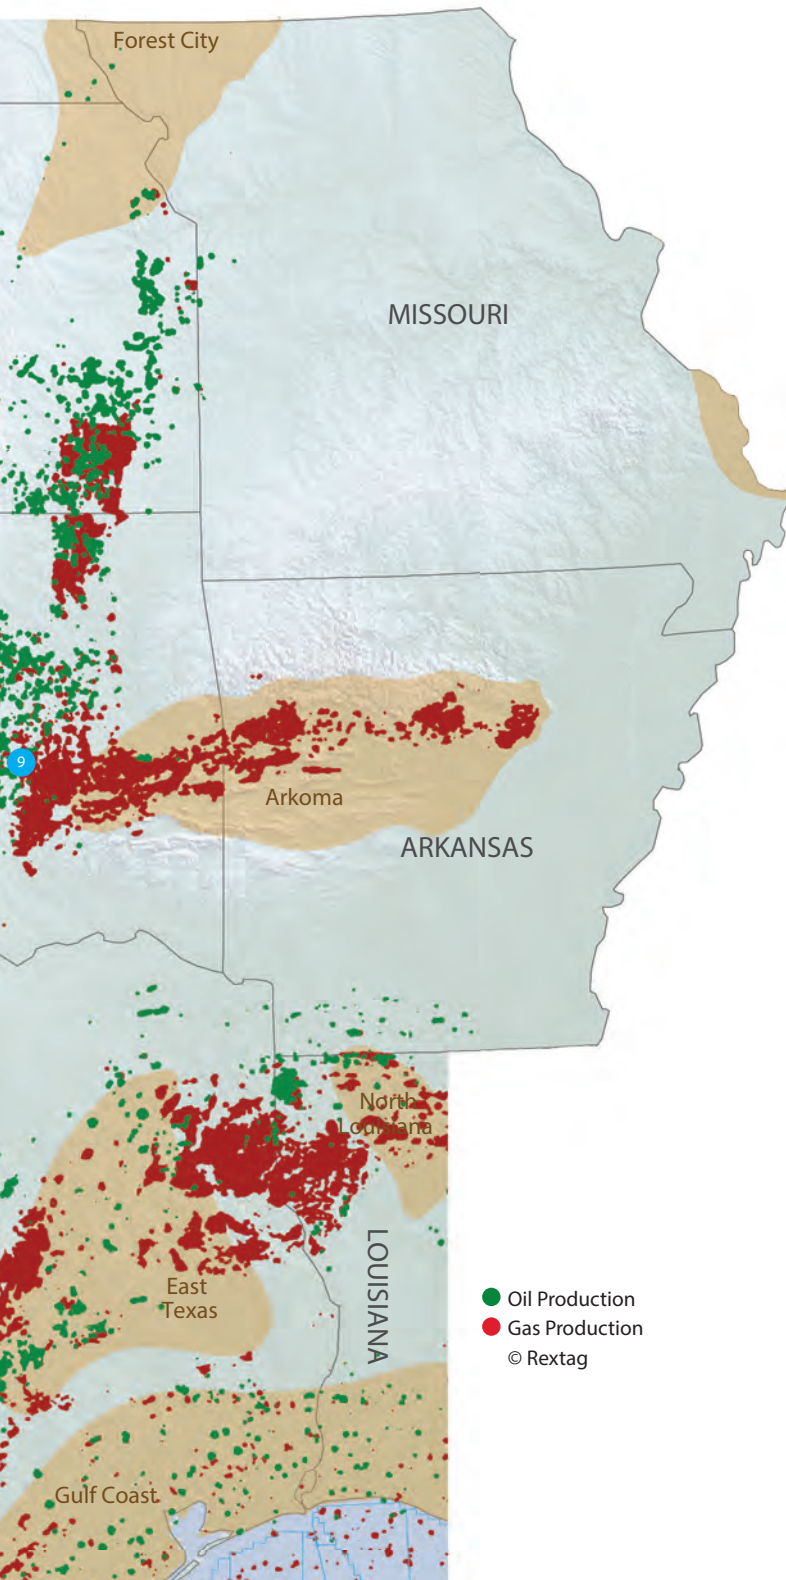 Forest City
MISSOURI
9
Arkoma
ARKANSAS
North
Louisiana
LOUISIANA
East
Texas
Oil Production
Gas Production
© Rextag
Gulf Coast